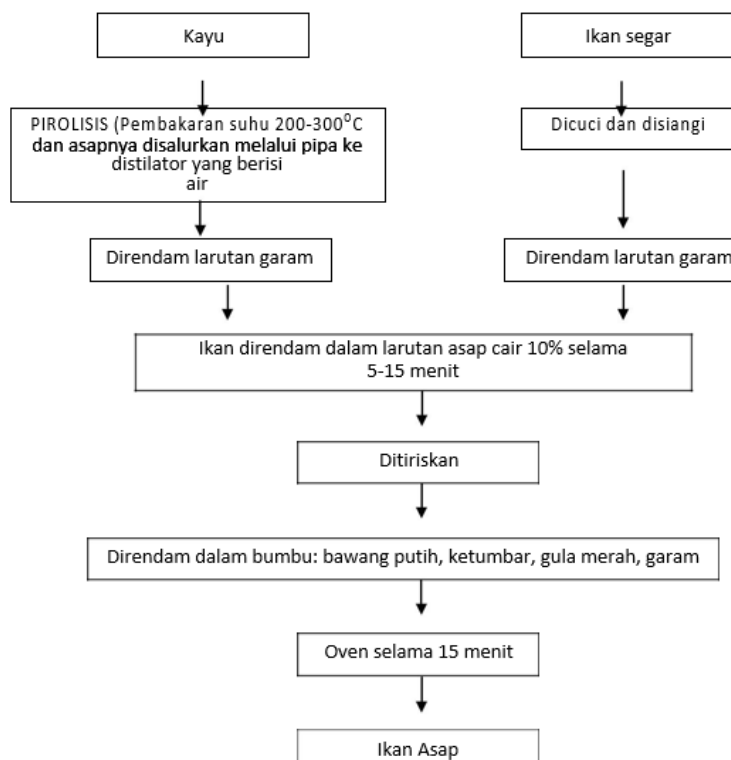 Kayu
Ikan segar
PIROLISIS (Pembakaran suhu 200-300⁰C
dan asapnya disalurkan melalui pipa ke
distilator yang berisi
air
Dicuci dan disiangi
Direndam larutan garam
Direndam larutan garam
Ikan direndam dalam larutan asap cair 10% selama
5-15 menit
Ditiriskan
Direndam dalam bumbu: bawang putih, ketumbar, gula merah, garam
Oven selama 15 menit
Ikan Asap